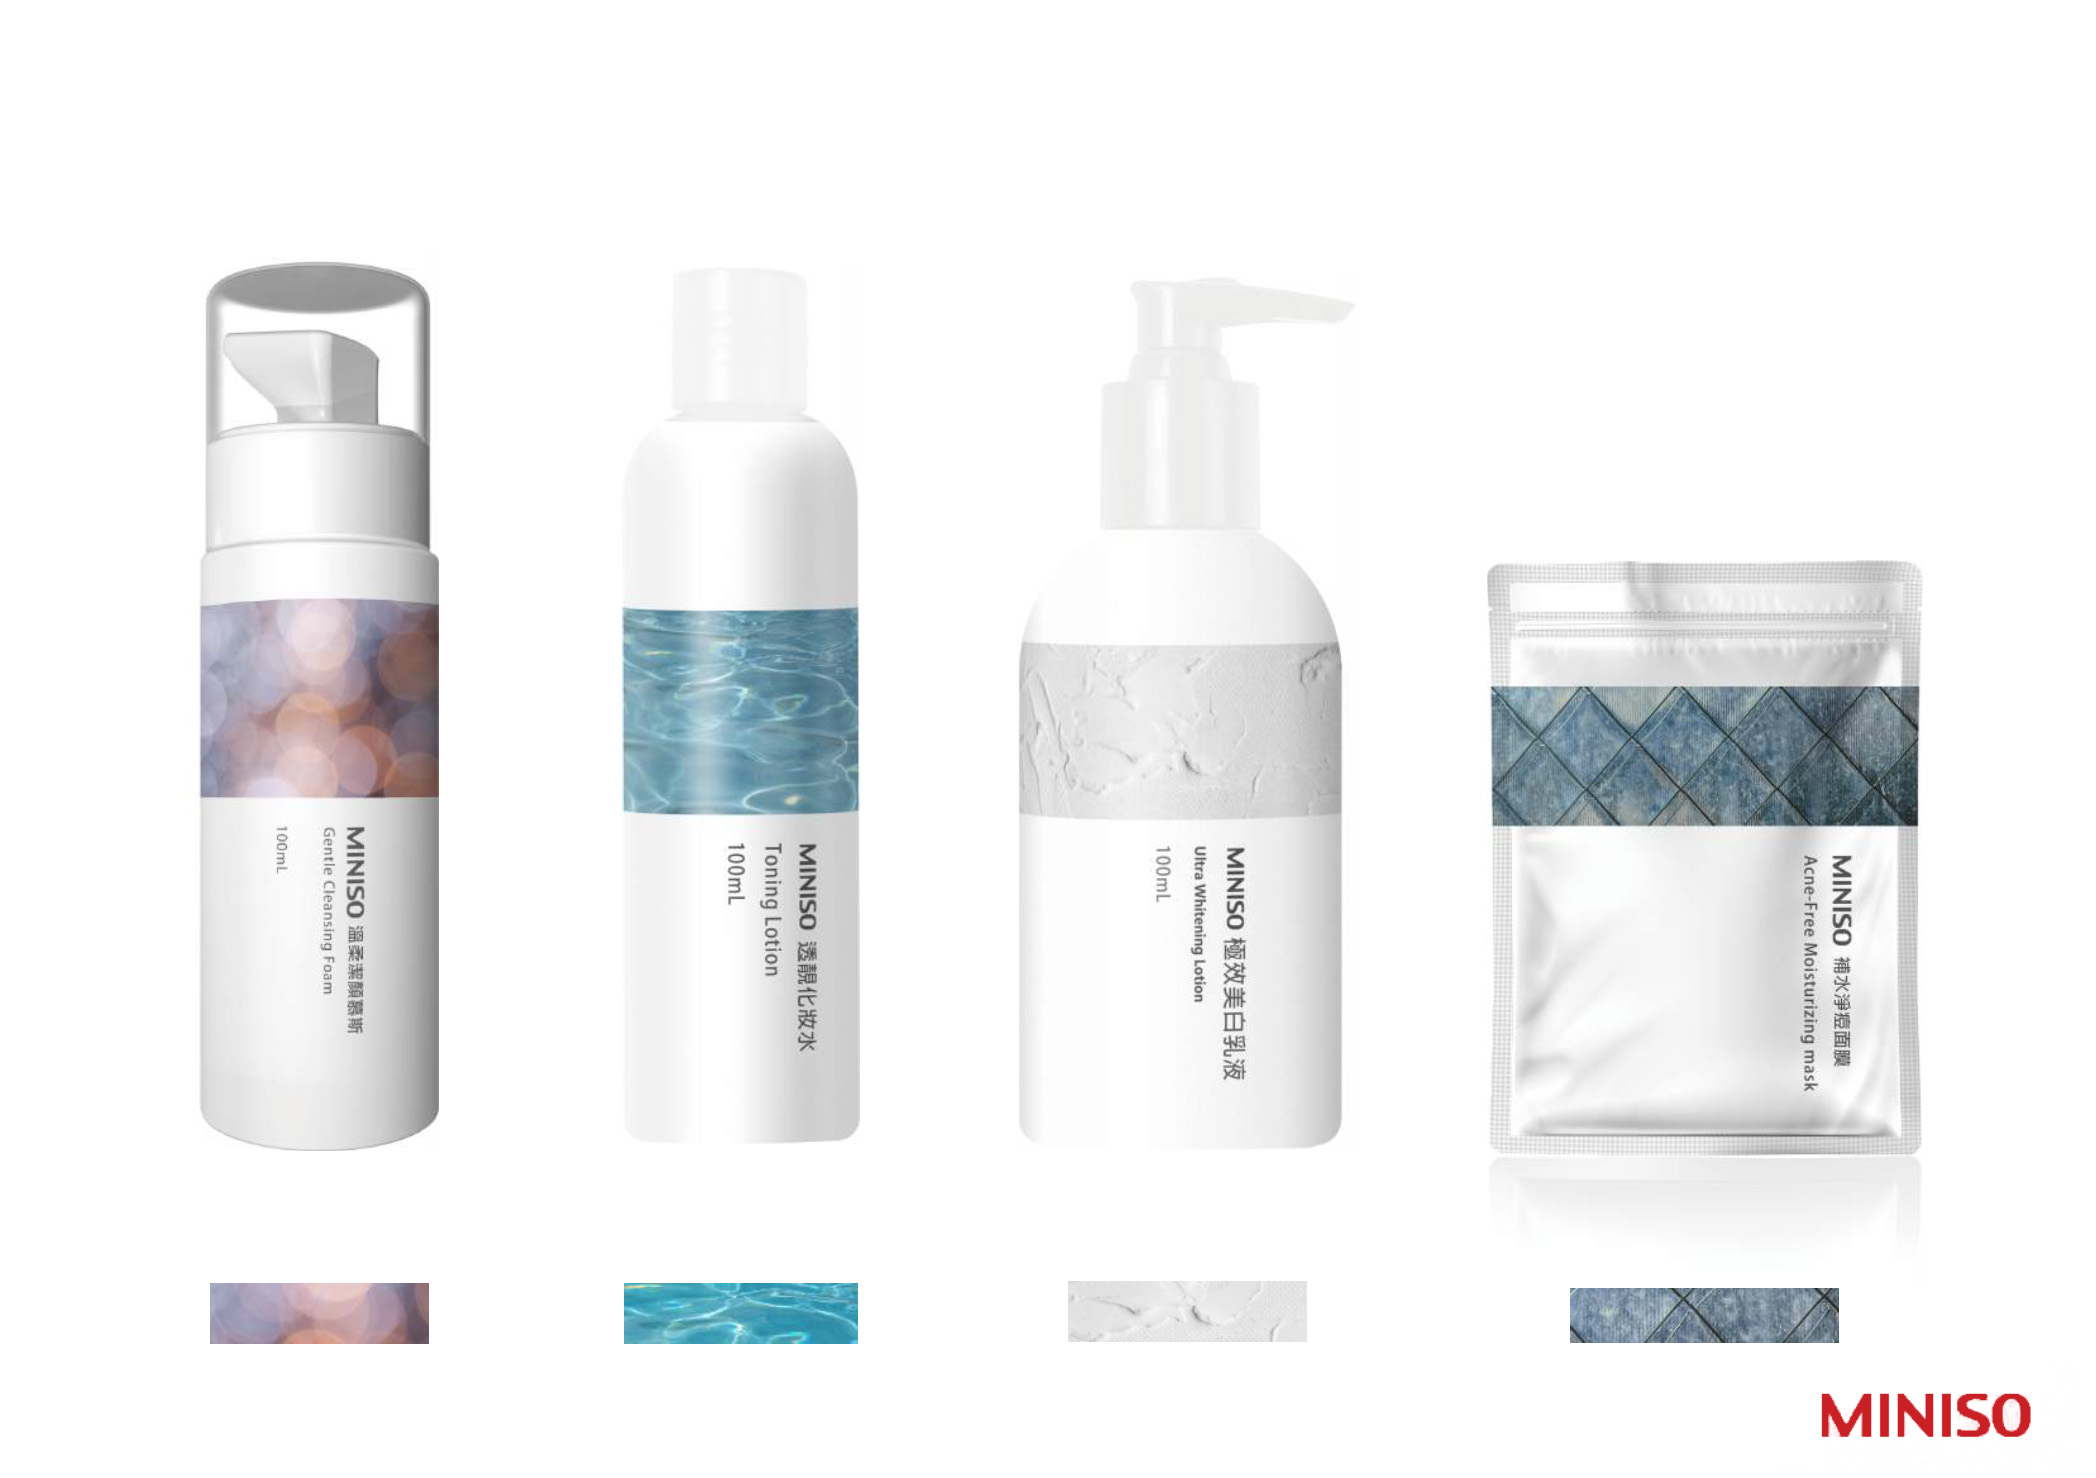 MINISO 溫柔潔顏慕斯
Gentle Cleansing Foam
100mL
MINISO 透靚化妝水
Toning Lotion
100mL
MINISO 極效美白乳液
Ultra Whitening Lotion
100mL
MINISO 補水淨痘面膜
Acne-Free Moisturizing mask
MINISO